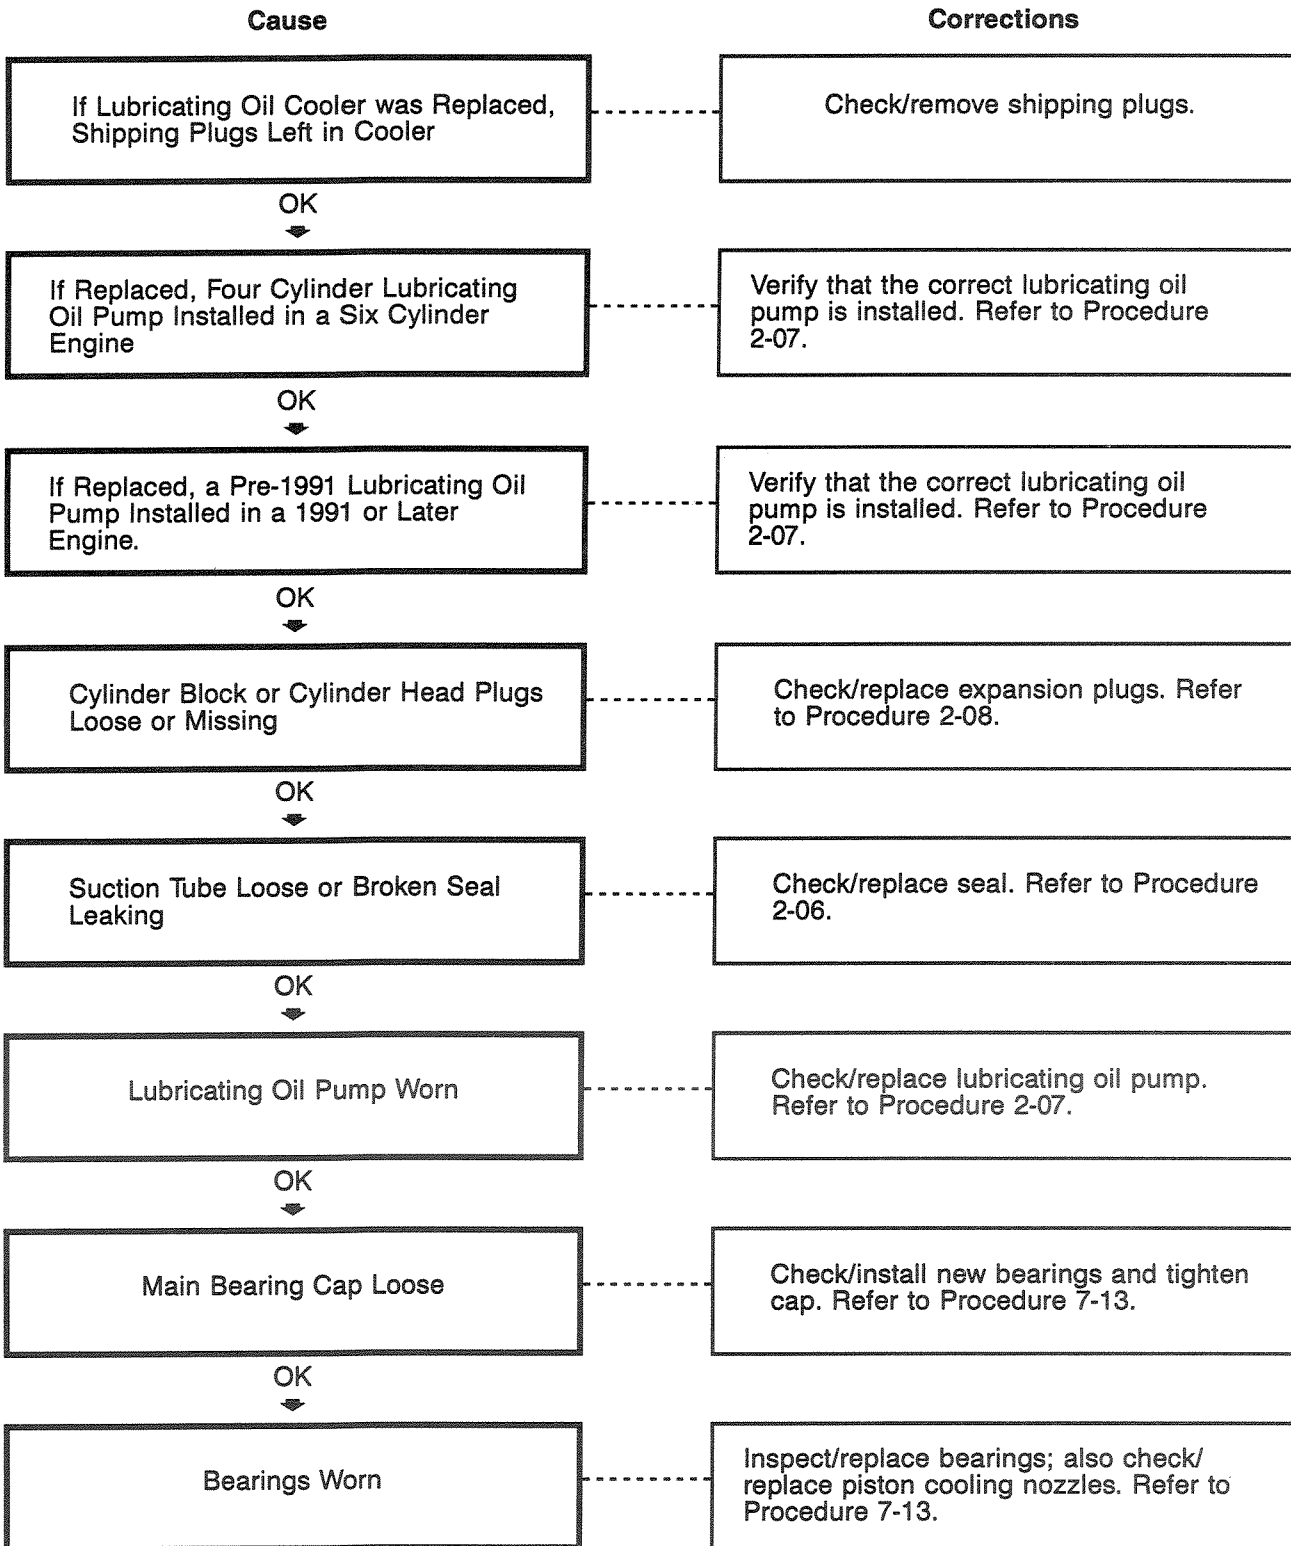 Cause
Corrections
If Lubricating Oil Cooler was Replaced,
Shipping Plugs Left in Cooler
Check/remove shipping plugs.
OK
If Replaced, Four Cylinder Lubricating
Oil Pump Installed in a Six Cylinder
Engine
Verify that the correct lubricating oil
pump is installed. Refer to Procedure
2-07.
OK
If Replaced, a Pre-1991 Lubricating Oil
Pump Installed in a 1991 or Later
Engine.
Verify that the correct lubricating oil
pump is installed. Refer to Procedure
2-07.
OK
Cylinder Block or Cylinder Head Plugs
Loose or Missing
Check/replace expansion plugs. Refer
to Procedure 2-08.
OK
Suction Tube Loose or Broken Seal
Leaking
Check/replace seal. Refer to Procedure
2-06.
OK
Lubricating Oil Pump Worn
Check/replace lubricating oil pump.
Refer to Procedure 2-07.
OK
Main Bearing Cap Loose
Check/install new bearings and tighten
cap. Refer to Procedure 7-13.
OK
Bearings Worn
Inspect/replace bearings; also check/
replace piston cooling nozzles. Refer to
Procedure 7-13.